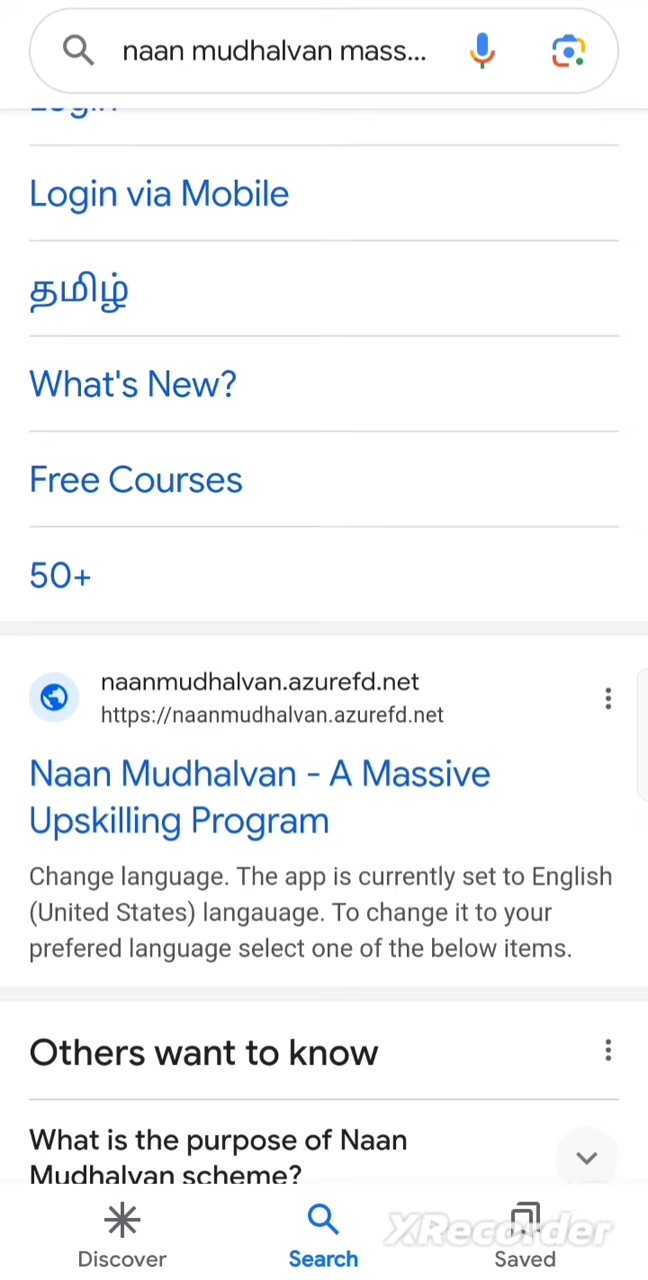 naan mudhalvan mass...
Login
Login via Mobile
தமிழ்
What's New?
Free Courses
50+
naanmudhalvan.azurefd.net
https://naanmudhalvan.azurefd.net
Naan Mudhalvan - A Massive
Upskilling Program
Change language. The app is currently set to English
(United States) langauage. To change it to your
prefered language select one of the below items.
Others want to know
What is the purpose of Naan
Mudhalvan scheme?
XRecorder
Discover
Search
Saved